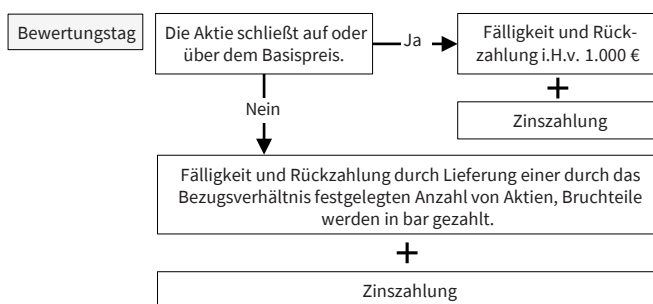 Bewertungstag
Die Aktie schließt auf oder
über dem Basispreis.
Ja
Fälligkeit und Rück-
zahlung i.H.v. 1.000 €
+
Zinszahlung
Nein
Fälligkeit und Rückzahlung durch Lieferung einer durch das
Bezugsverhältnis festgelegten Anzahl von Aktien, Bruchteile
werden in bar gezahlt.
+
Zinszahlung